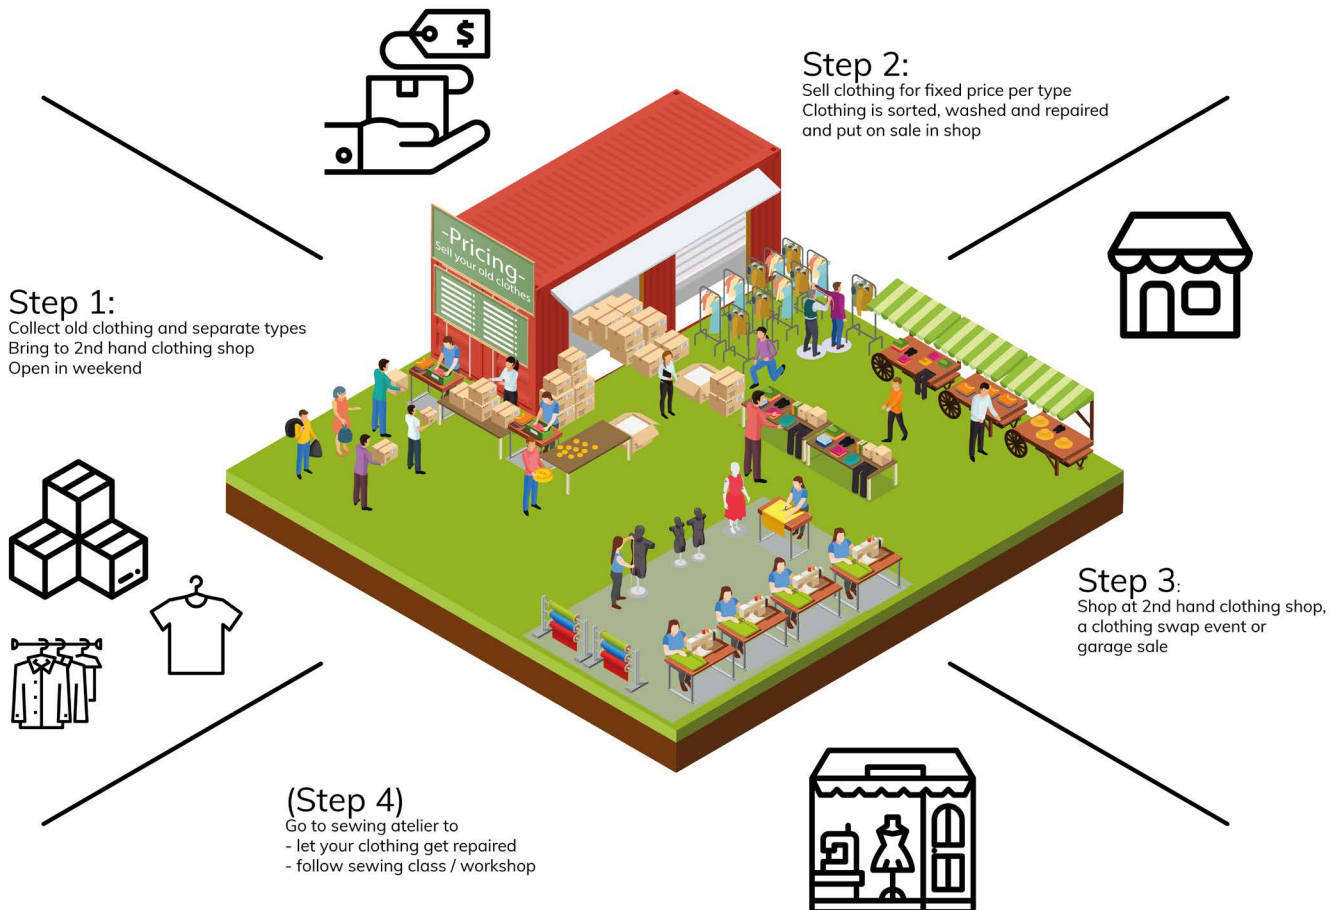 Step 1:
Collect old clothing and separate types
Bring to 2nd hand clothing shop
Open in weekend
$
Step 2:
Sell clothing for fixed price per type
Clothing is sorted, washed and repaired
and put on sale in shop
-Pricing-
Sell your old clothes
Step 3:
Shop at 2nd hand clothing shop,
a clothing swap event or
garage sale
(Step 4)
Go to sewing atelier to
- let your clothing get repaired
- follow sewing class / workshop